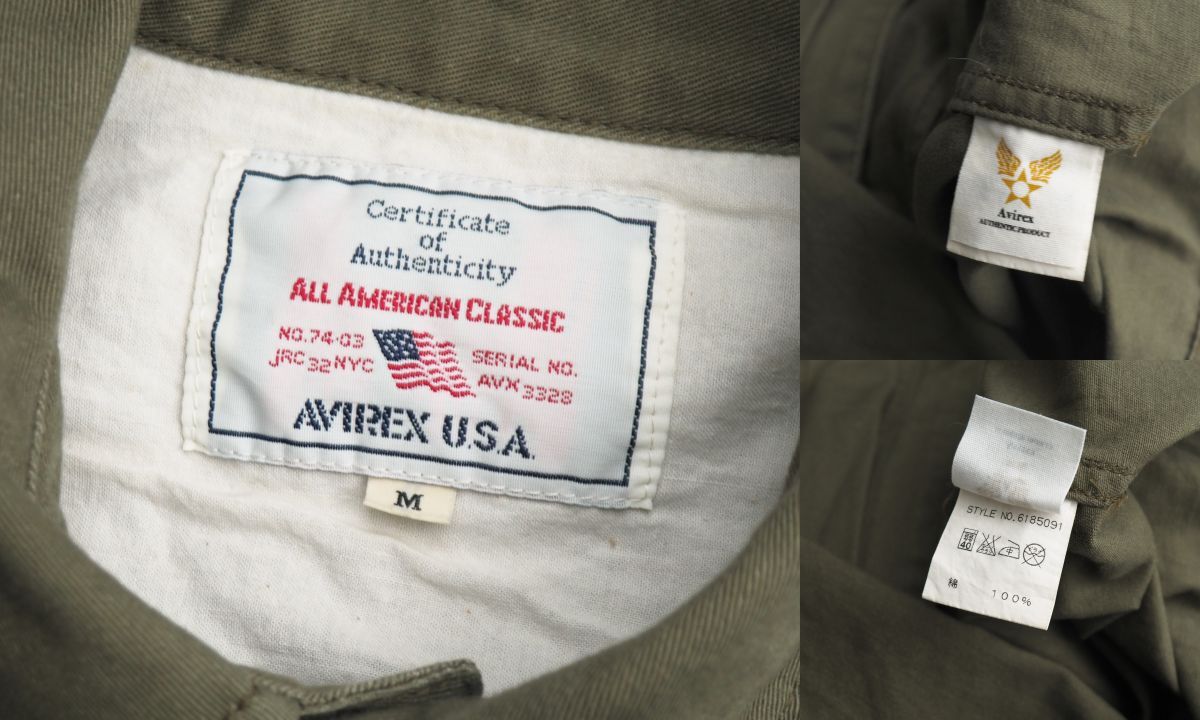 Certificate
of
Authenticity
ALL AMERICAN CLASSIC
NO.74-03
JRC 32 NYC
SERIAL NO.
AVX 3328
AVIREX U.S.A.
M
Avirex
AUTHENTIC PRODUCT
STYLE NO.6185091
40
綿 100%